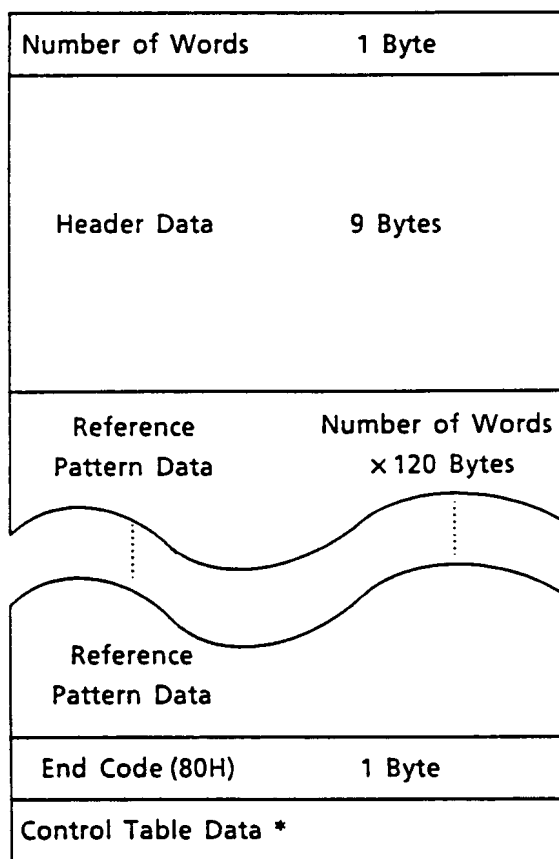 Number of Words 1 Byte
Header Data 9 Bytes
Reference Number of Words
Pattern Data × 120 Bytes
Reference
Pattern Data
End Code (80H) 1 Byte
Control Table Data *